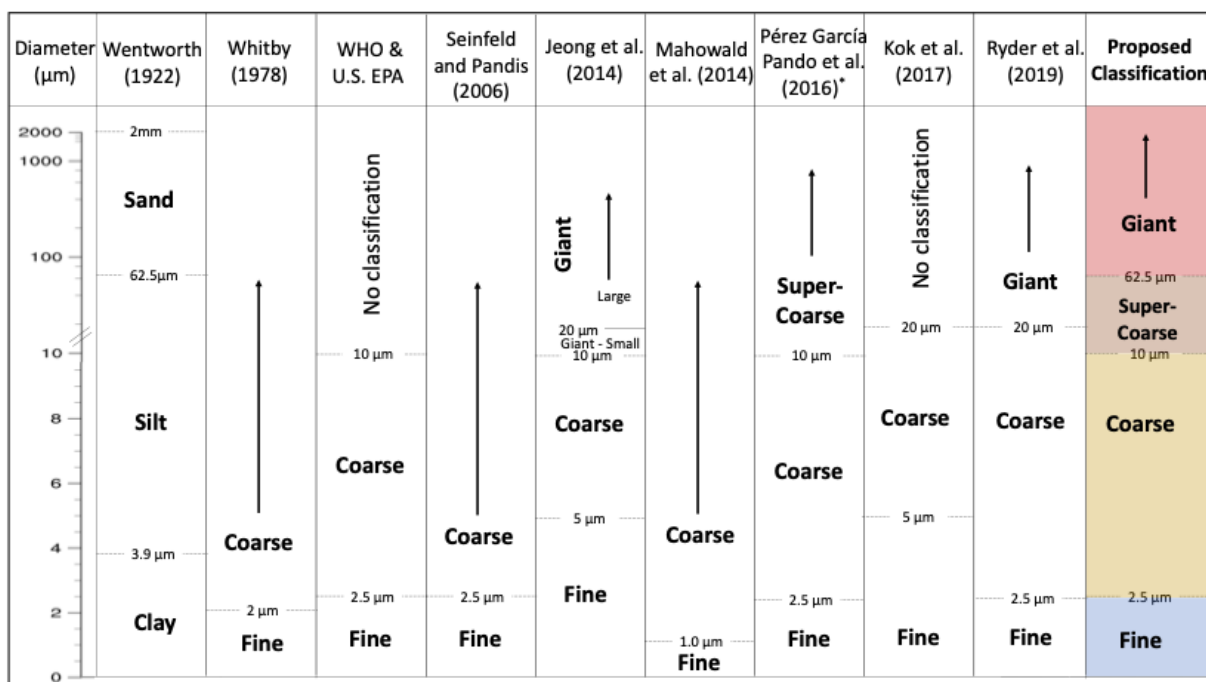 Diameter
(µm)
Wentworth
(1922)
Whitby
(1978)
WHO &
U.S. EPA
Seinfeld
and Pandis
(2006)
Jeong et al.
(2014)
Mahowald
et al. (2014)
Pérez García
Pando et al.
(2016)*
Kok et al.
(2017)
Ryder et al.
(2019)
Proposed
Classification
2000
1000
100
10
8
6
4
2
0
2mm
Sand
62.5µm
Silt
3.9 µm
Clay
Coarse
2 µm
Fine
No classification
10 µm
Coarse
2.5 µm
Fine
Coarse
2.5 µm
Fine
Giant
Large
20 µm
Giant - Small
10 µm
Coarse
5 µm
Fine
Coarse
1.0 µm
Fine
Super-
Coarse
10 µm
Coarse
2.5 µm
Fine
No classification
20 µm
Coarse
5 µm
Fine
Giant
20 µm
Coarse
2.5 µm
Fine
Giant
62.5 µm
Super-
Coarse
10 µm
Coarse
2.5 µm
Fine